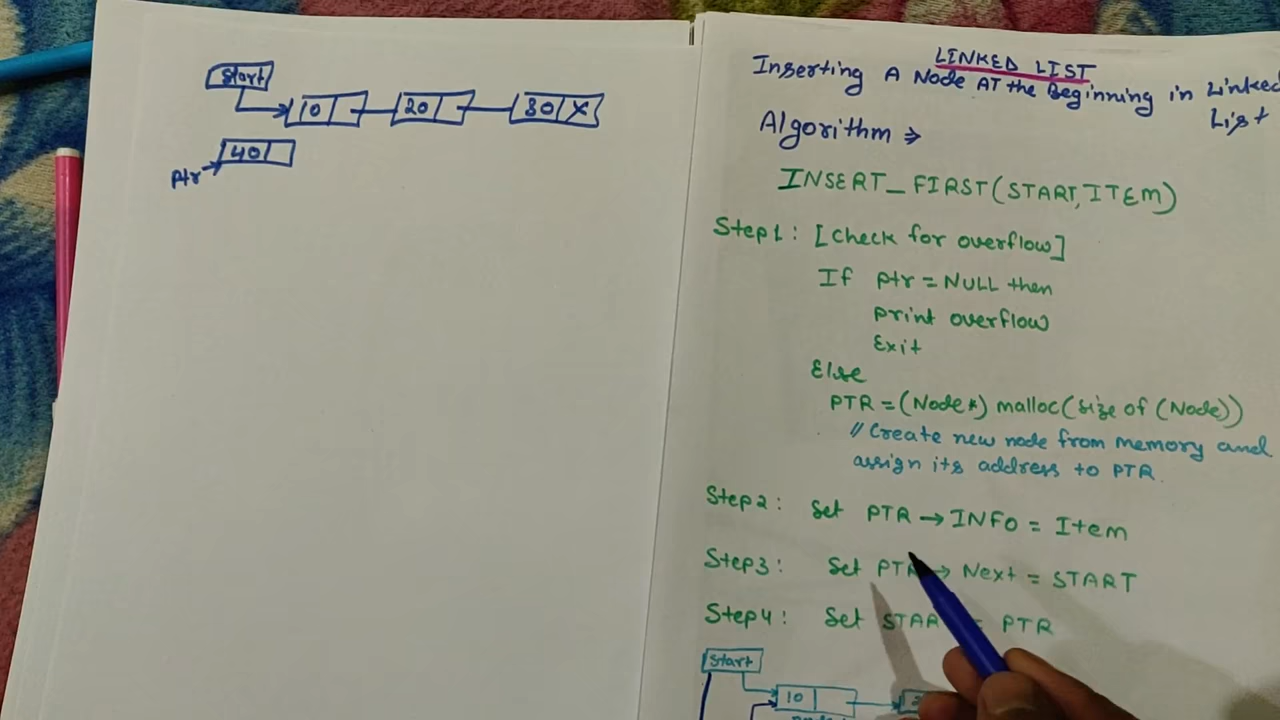 Start
10 20 30 X
40
Ptr
LINKED LIST
Inserting A Node AT the Beginning in Linked
List
Algorithm ⇒
INSERT_FIRST(START, ITEM)
Step1: [Check for overflow]
If ptr = NULL then
print overflow
Exit
Else
PTR = (Node*) malloc(size of (Node))
// Create new node from memory and
assign its address to PTR.
Step2: Set PTR → INFO = Item
Step3: Set PTR → Next = START
Step4: Set = PTR
Start
10